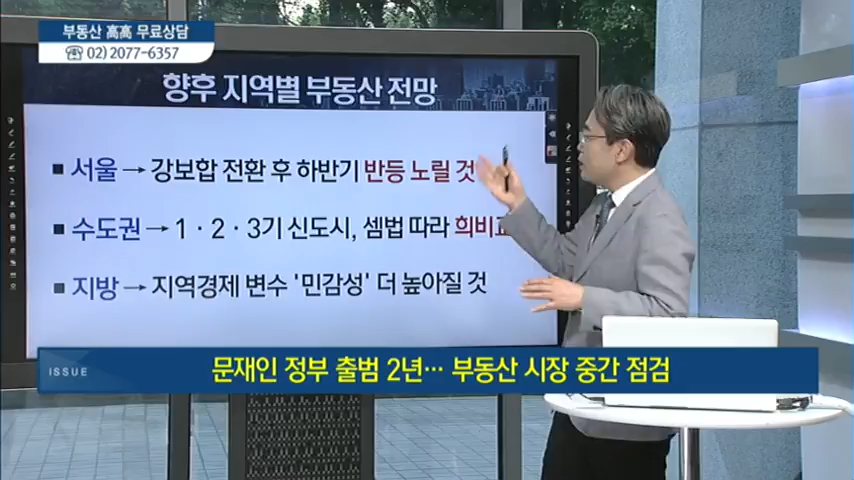 부동산 高高 무료상담
☎ 02) 2077-6357
향후 지역별 부동산 전망
■ 서울 → 강보합 전환 후 하반기 반등 노릴 것
■ 수도권 → 1·2·3기 신도시, 셈법 따라 희비
■ 지방 → 지역경제 변수 '민감성' 더 높아질 것
ISSUE
문재인 정부 출범 2년… 부동산 시장 중간 점검